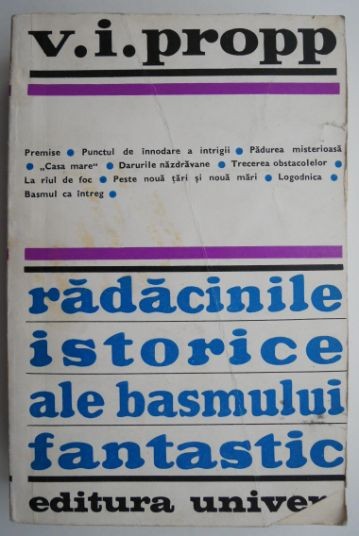 v.i.propp
Premise • Punctul de înnodare a intrigii • Pădurea misterioasă
• „Casa mare“ • Darurile năzdrăvane • Trecerea obstacolelor •
La rîul de foc • Peste nouă țări și nouă mări • Logodnica •
Basmul ca întreg •
rădăcinile
istorice
ale basmului
fantastic
editura univer